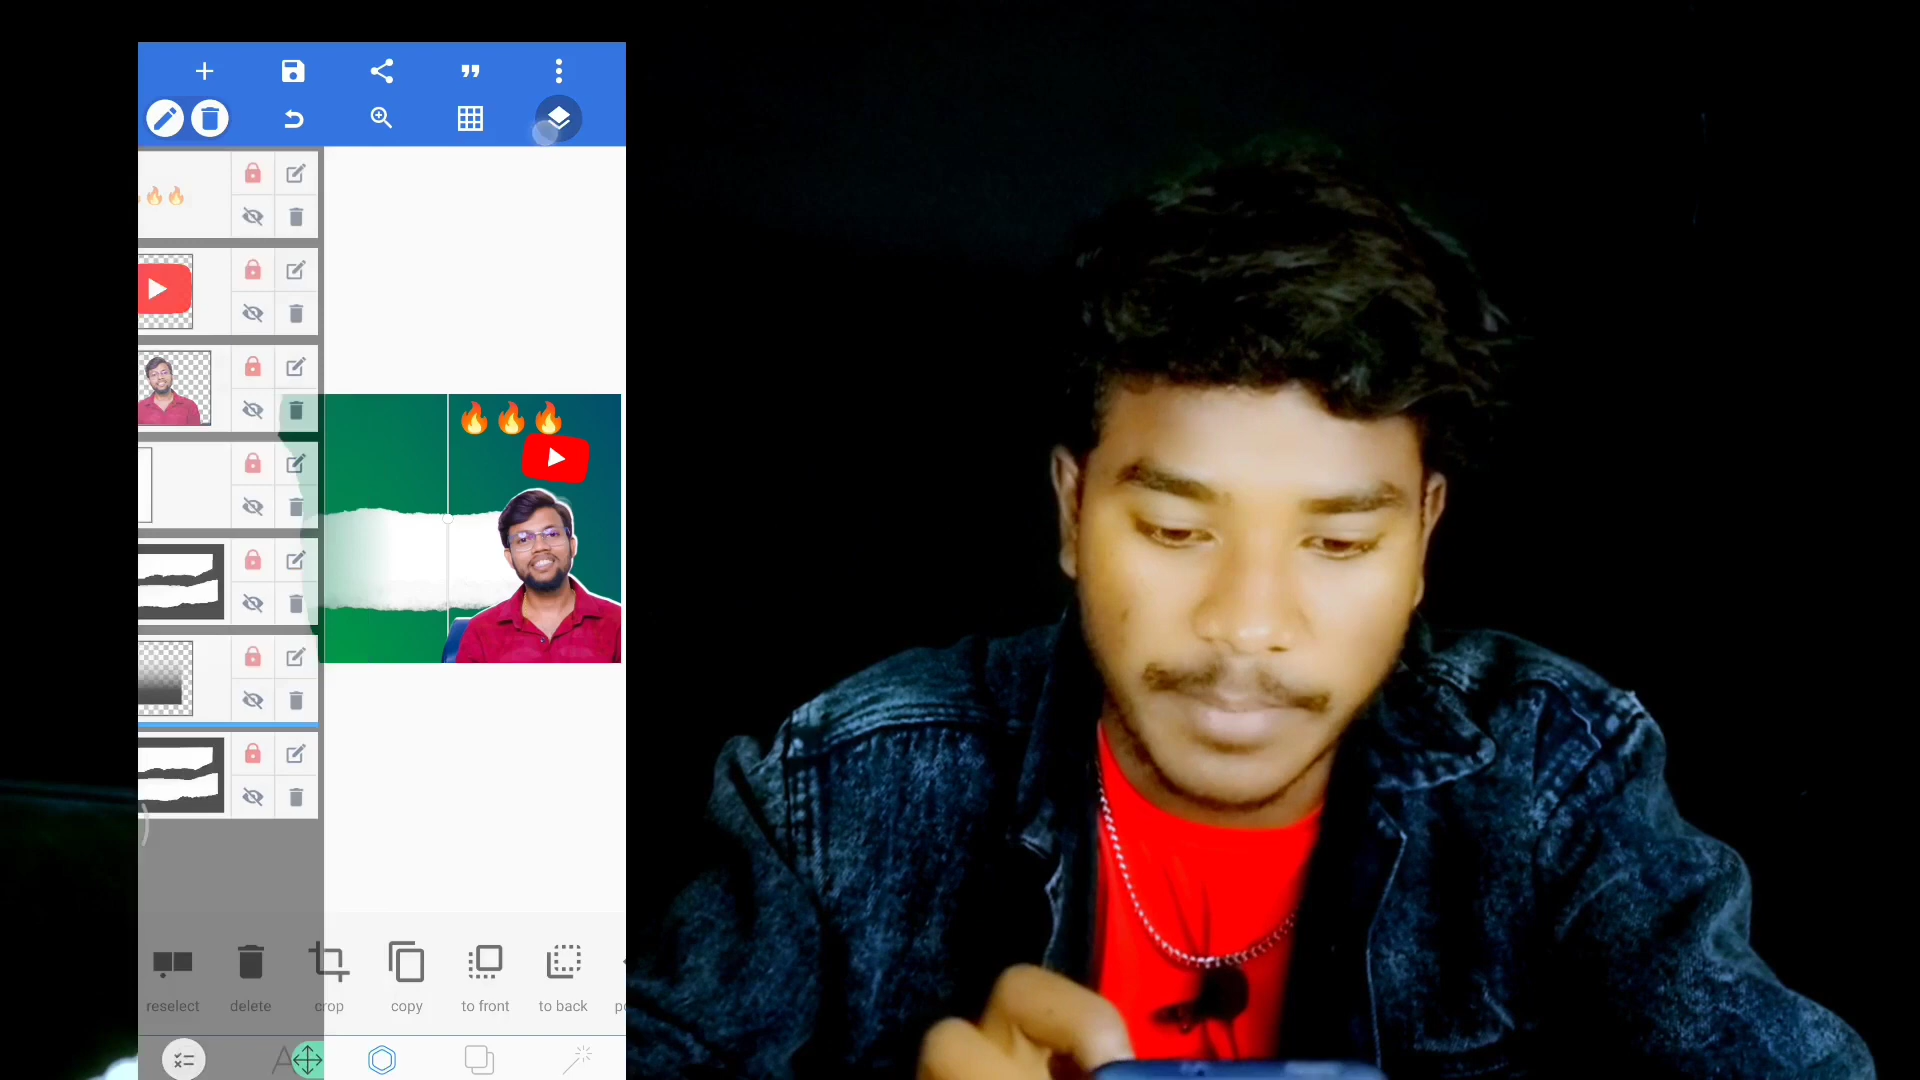 reselect
delete
crop
copy
to front
to back